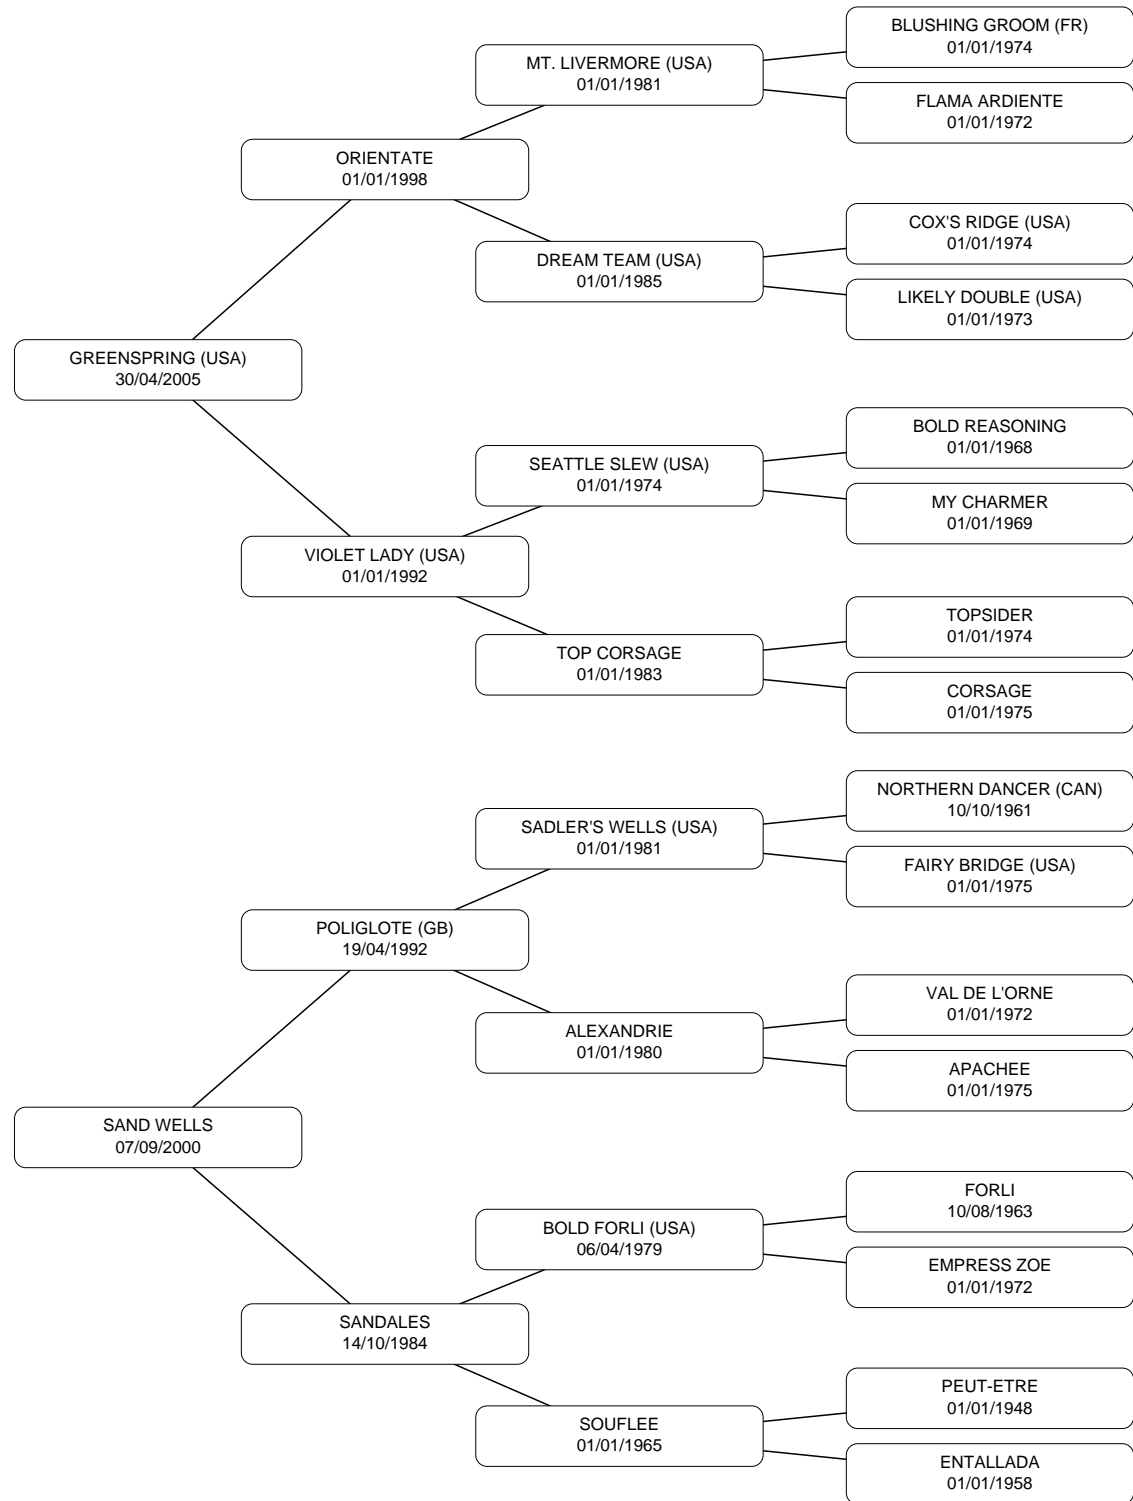 BLUSHING GROOM (FR)
01/01/1974
MT. LIVERMORE (USA)
01/01/1981
FLAMA ARDIENTE
01/01/1972
ORIENTATE
01/01/1998
COX'S RIDGE (USA)
01/01/1974
DREAM TEAM (USA)
01/01/1985
LIKELY DOUBLE (USA)
01/01/1973
GREENSPRING (USA)
30/04/2005
BOLD REASONING
01/01/1968
SEATTLE SLEW (USA)
01/01/1974
MY CHARMER
01/01/1969
VIOLET LADY (USA)
01/01/1992
TOPSIDER
01/01/1974
TOP CORSAGE
01/01/1983
CORSAGE
01/01/1975
NORTHERN DANCER (CAN)
10/10/1961
SADLER'S WELLS (USA)
01/01/1981
FAIRY BRIDGE (USA)
01/01/1975
POLIGLOTE (GB)
19/04/1992
VAL DE L'ORNE
01/01/1972
ALEXANDRIE
01/01/1980
APACHEE
01/01/1975
SAND WELLS
07/09/2000
FORLI
10/08/1963
BOLD FORLI (USA)
06/04/1979
EMPRESS ZOE
01/01/1972
SANDALES
14/10/1984
PEUT-ETRE
01/01/1948
SOUFLEE
01/01/1965
ENTALLADA
01/01/1958